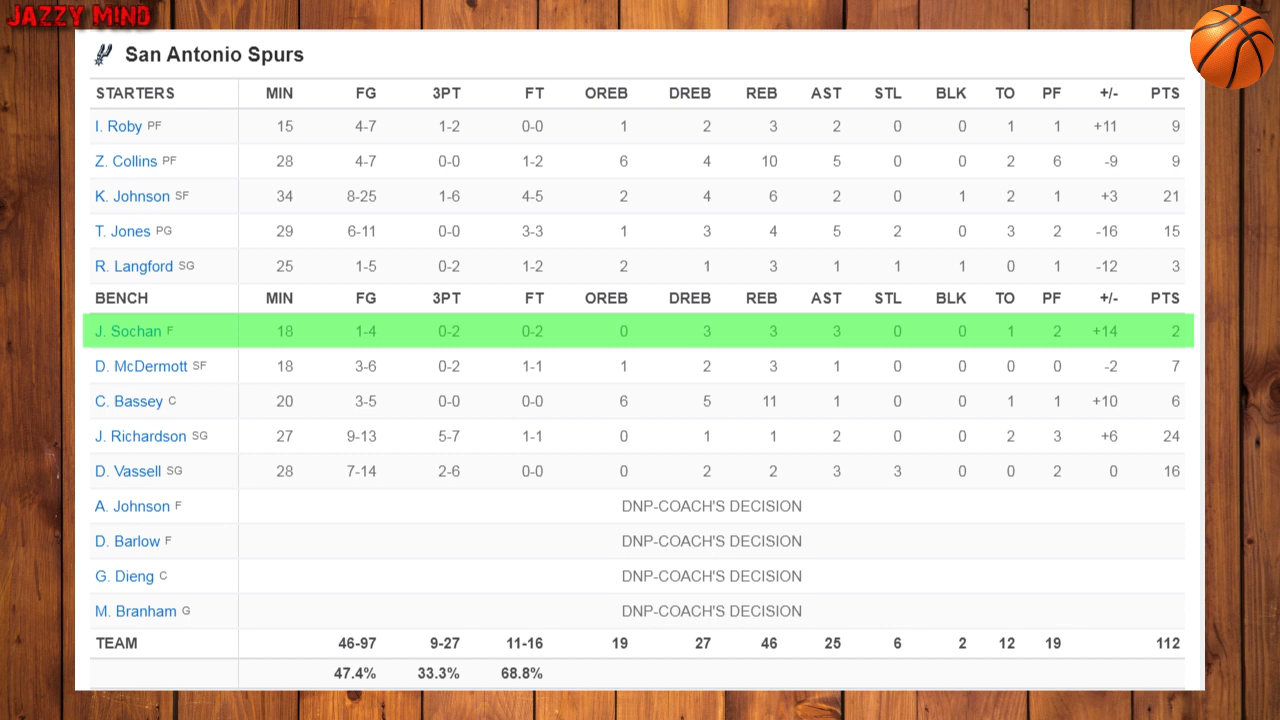 JAZZY MIND
San Antonio Spurs
STARTERS MIN FG 3PT FT OREB DREB REB AST STL BLK TO PF +/- PTS
I. Roby PF 15 4-7 1-2 0-0 1 2 3 2 0 0 1 1 +11 9
Z. Collins PF 28 4-7 0-0 1-2 6 4 10 5 0 0 2 6 -9 9
K. Johnson SF 34 8-25 1-6 4-5 2 4 6 2 0 1 2 1 +3 21
T. Jones PG 29 6-11 0-0 3-3 1 3 4 5 2 0 3 2 -16 15
R. Langford SG 25 1-5 0-2 1-2 2 1 3 1 1 1 0 1 -12 3
BENCH MIN FG 3PT FT OREB DREB REB AST STL BLK TO PF +/- PTS
J. Sochan F 18 1-4 0-2 0-2 0 3 3 3 0 0 1 2 +14 2
D. McDermott SF 18 3-6 0-2 1-1 1 2 3 1 0 0 0 0 -2 7
C. Bassey C 20 3-5 0-0 0-0 6 5 11 1 0 0 1 1 +10 6
J. Richardson SG 27 9-13 5-7 1-1 0 1 1 2 0 0 2 3 +6 24
D. Vassell SG 28 7-14 2-6 0-0 0 2 2 3 3 0 0 2 0 16
A. Johnson F DNP-COACH'S DECISION
D. Barlow F DNP-COACH'S DECISION
G. Dieng C DNP-COACH'S DECISION
M. Branham G DNP-COACH'S DECISION
TEAM 46-97 9-27 11-16 19 27 46 25 6 2 12 19 112
47.4% 33.3% 68.8%